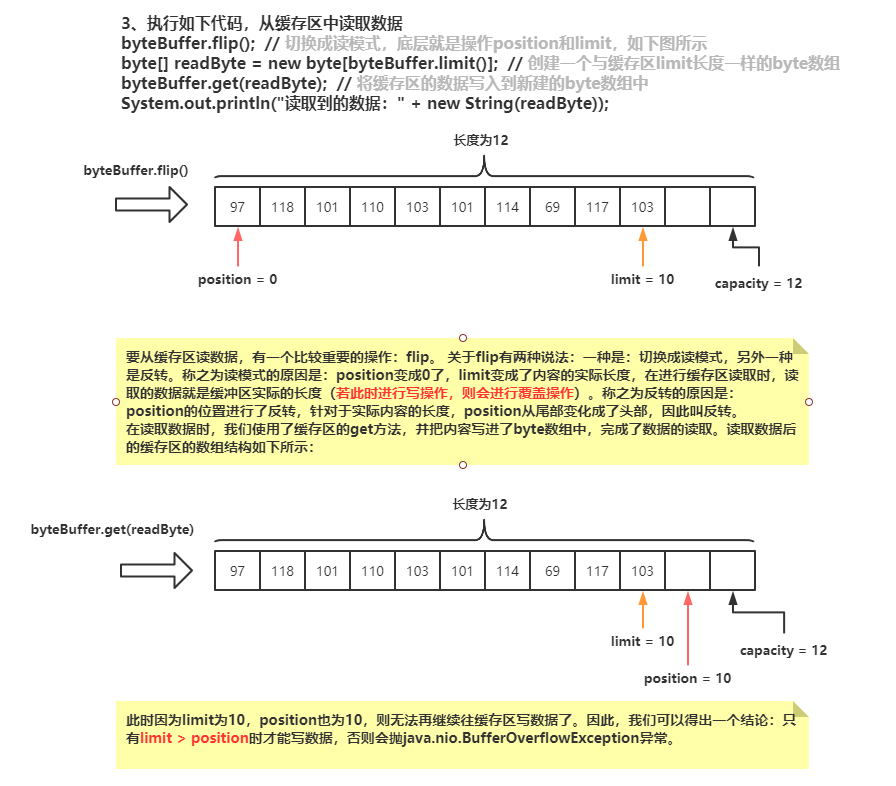 3、执行如下代码，从缓存区中读取数据
byteBuffer.flip();  // 切换成读模式，底层就是操作position和limit，如下图所示
byte[] readByte = new byte[byteBuffer.limit()];  // 创建一个与缓存区limit长度一样的byte数组
byteBuffer.get(readByte);  // 将缓存区的数据写入到新建的byte数组中
System.out.println("读取到的数据：" + new String(readByte));
长度为12
byteBuffer.flip()
97 118 101 110 103 101 114 69 117 103
position = 0
limit = 10
capacity = 12
要从缓存区读数据，有一个比较重要的操作：flip。 关于flip有两种说法：一种是：切换成读模式，另外一种
是反转。称之为读模式的原因是：position变成0了，limit变成了内容的实际长度，在进行缓存区读取时，读
取的数据就是缓冲区实际的长度（若此时进行写操作，则会进行覆盖操作）。称之为反转的原因是：
position的位置进行了反转，针对于实际内容的长度，position从尾部变化成了头部，因此叫反转。
在读取数据时，我们使用了缓存区的get方法，并把内容写进了byte数组中，完成了数据的读取。读取数据后
的缓存区的数组结构如下所示：
长度为12
byteBuffer.get(readByte)
97 118 101 110 103 101 114 69 117 103
limit = 10
capacity = 12
position = 10
此时因为limit为10，position也为10，则无法再继续往缓存区写数据了。因此，我们可以得出一个结论：只
有limit > position时才能写数据，否则会抛java.nio.BufferOverflowException异常。